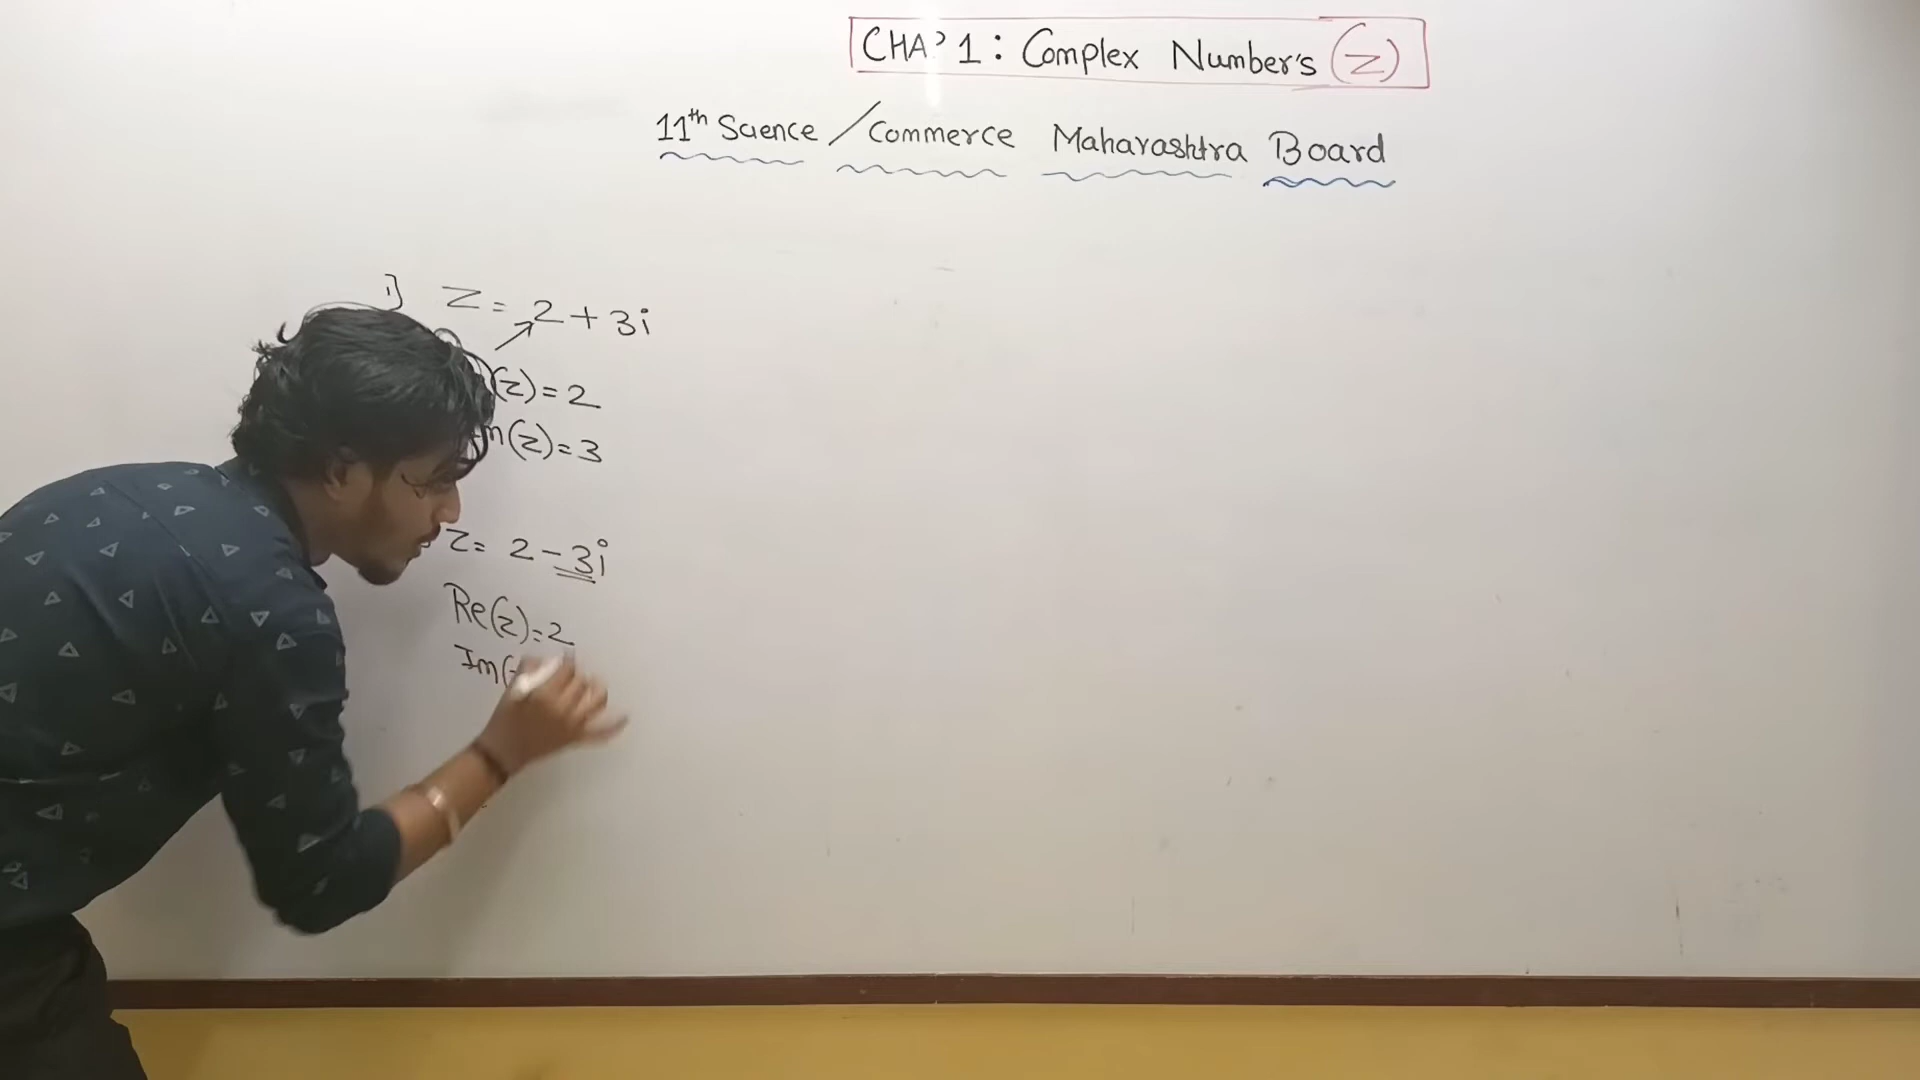 CHAP 1: Complex Number's (z)
11th Science / Commerce Maharashtra Board
1) z = 2 + 3i
(z) = 2
m(z) = 3
z = 2 - 3i
Re(z) = 2
Im(